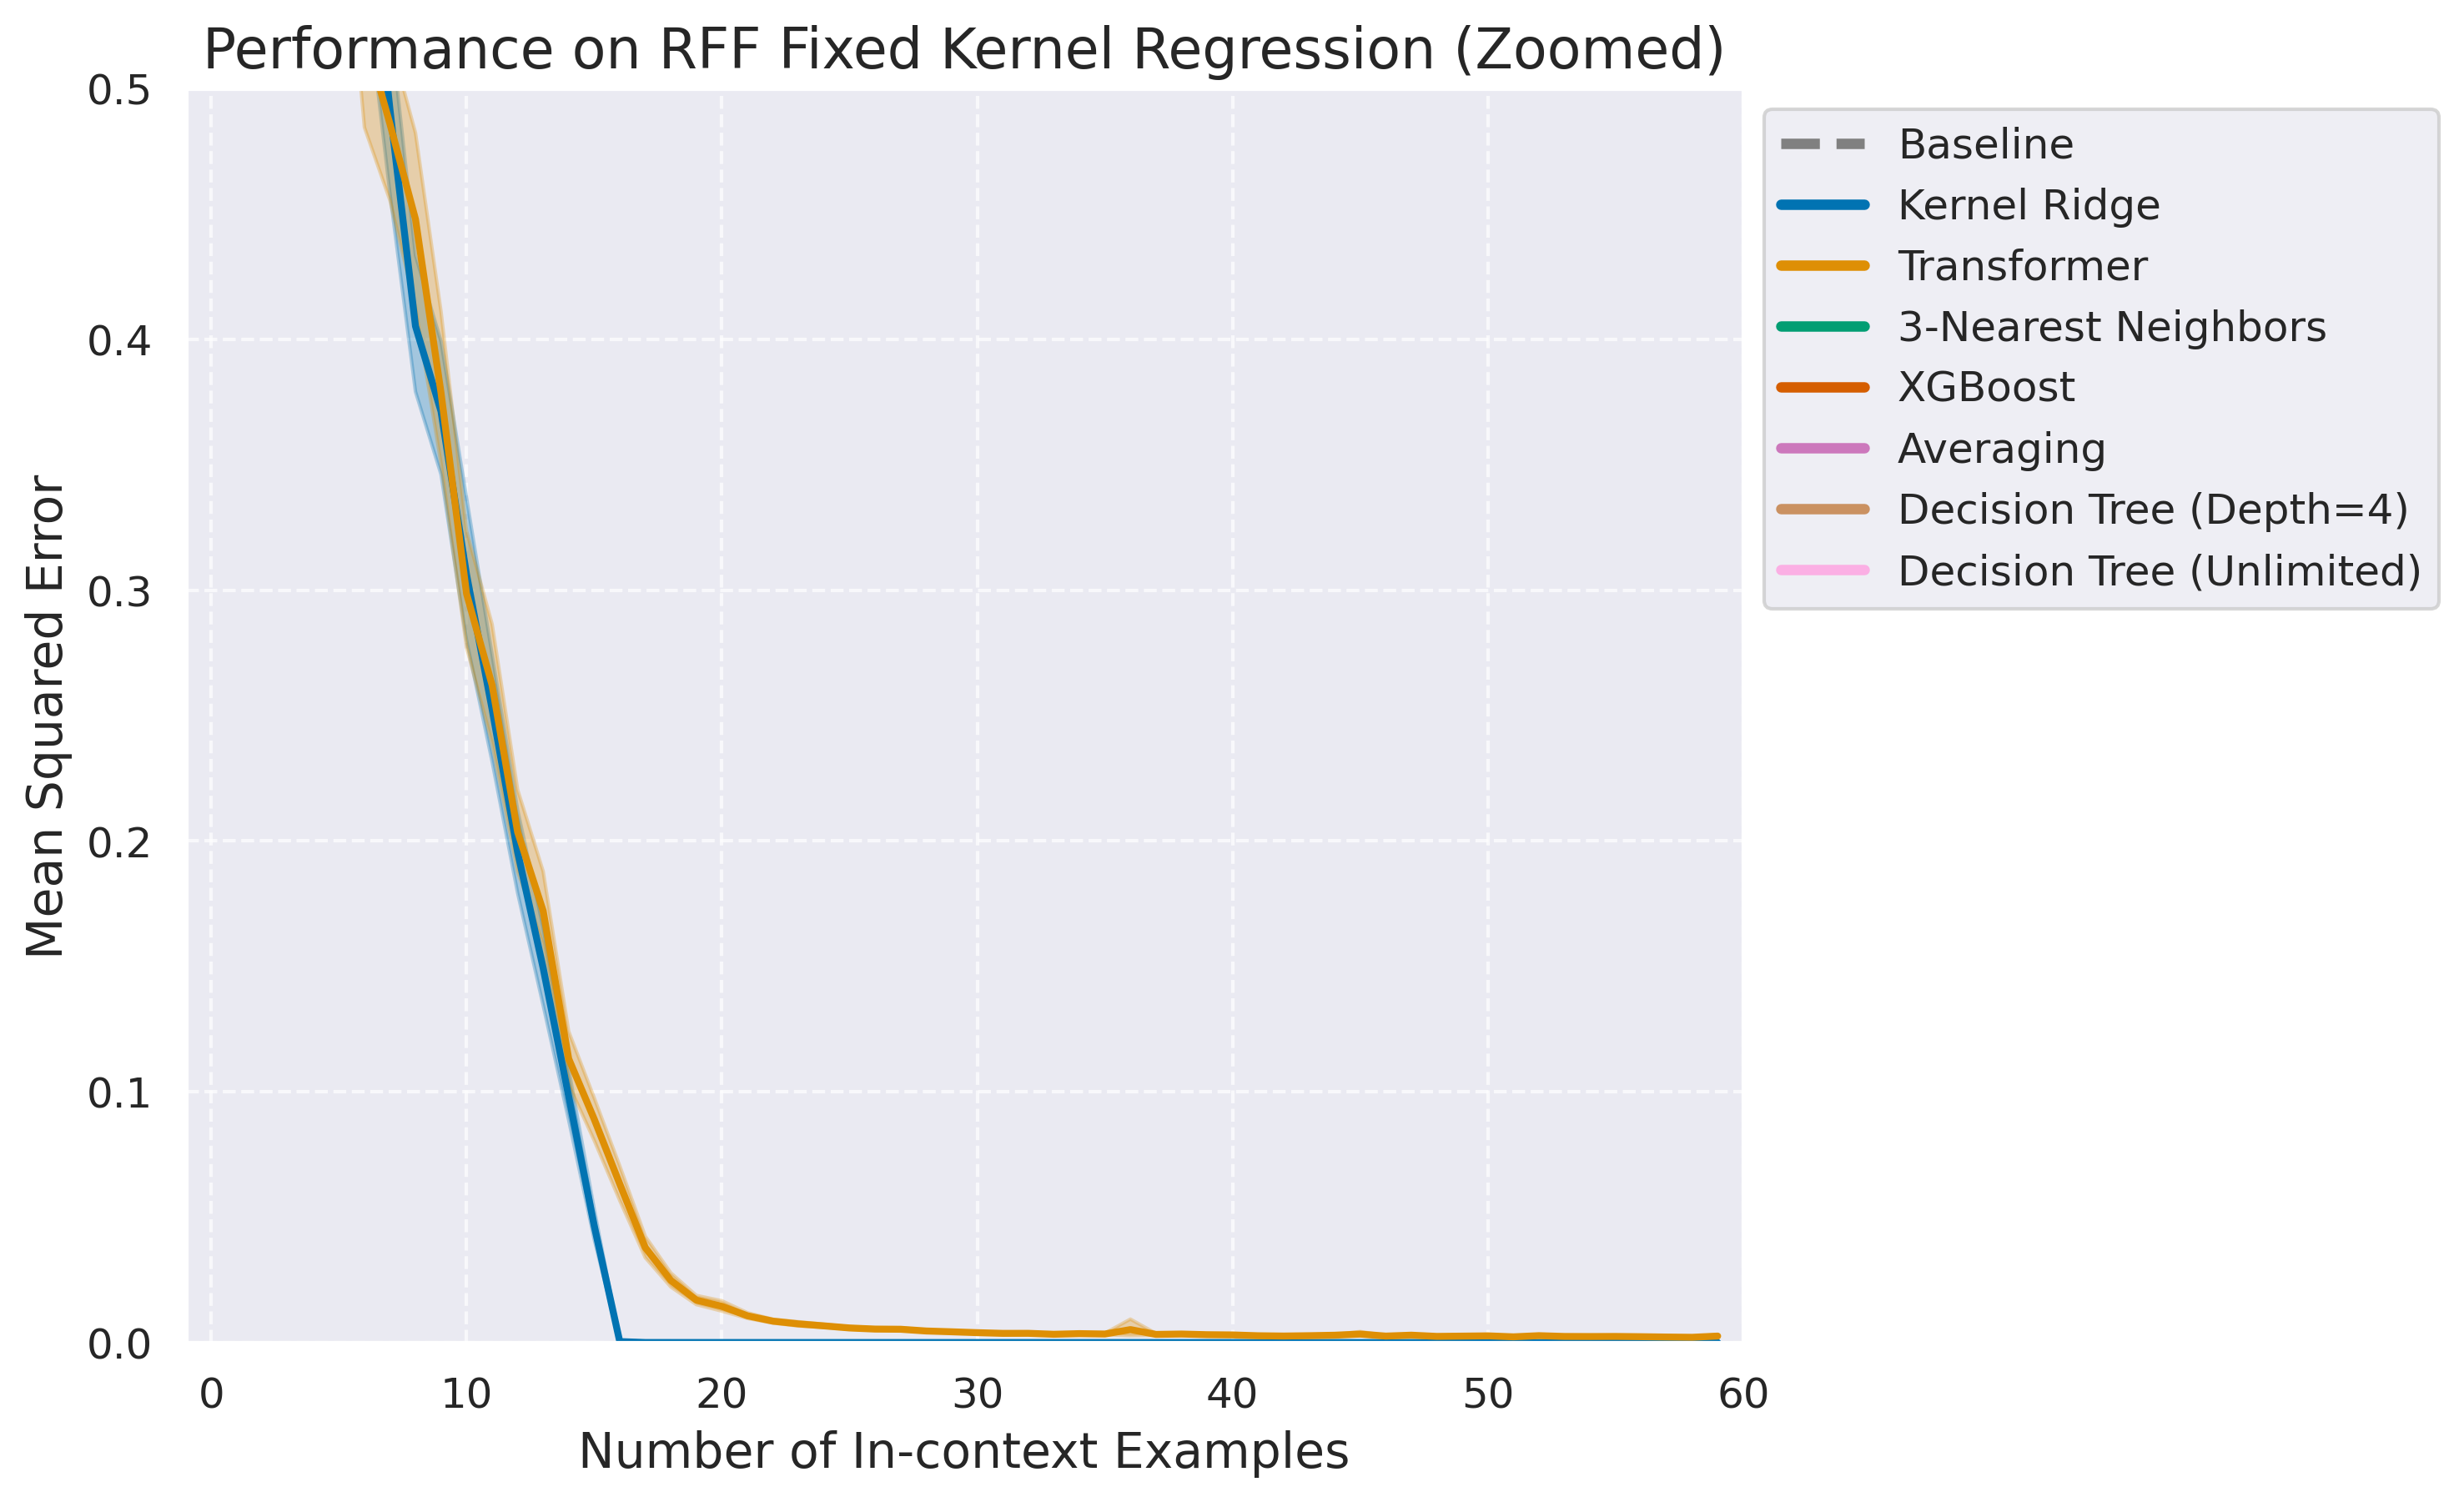 Performance on RFF Fixed Kernel Regression (Zoomed)
0.5
0.4
0.3
0.2
0.1
0.0
Mean Squared Error
0 10 20 30 40 50 60
Number of In-context Examples
Baseline
Kernel Ridge
Transformer
3-Nearest Neighbors
XGBoost
Averaging
Decision Tree (Depth=4)
Decision Tree (Unlimited)